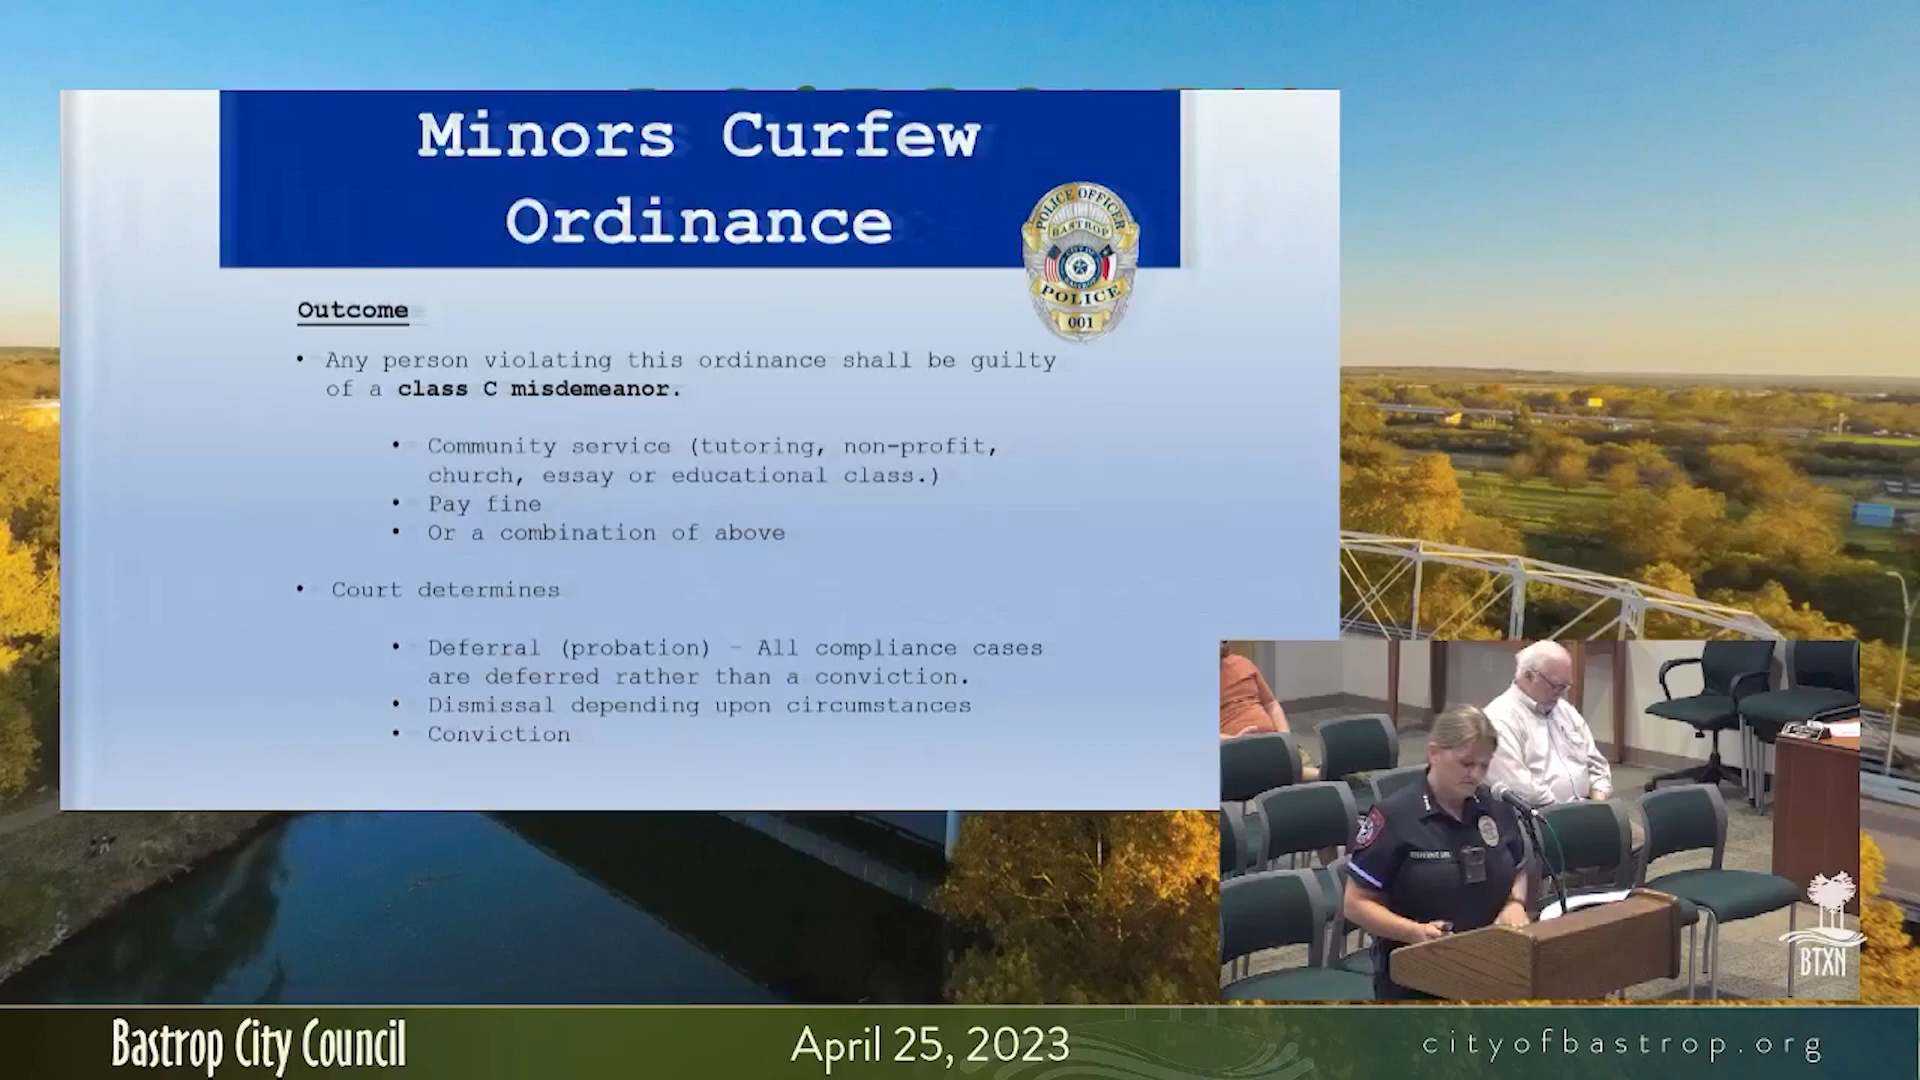 Minors Curfew
Ordinance
POLICE OFFICER
BASTROP
POLICE
001
Outcome
• Any person violating this ordinance shall be guilty
of a class C misdemeanor.
• Community service (tutoring, non-profit,
church, essay or educational class.)
• Pay fine
• Or a combination of above
• Court determines
• Deferral (probation) – All compliance cases
are deferred rather than a conviction.
• Dismissal depending upon circumstances
• Conviction
BTXN
Bastrop City Council
April 25, 2023
cityofbastrop.org